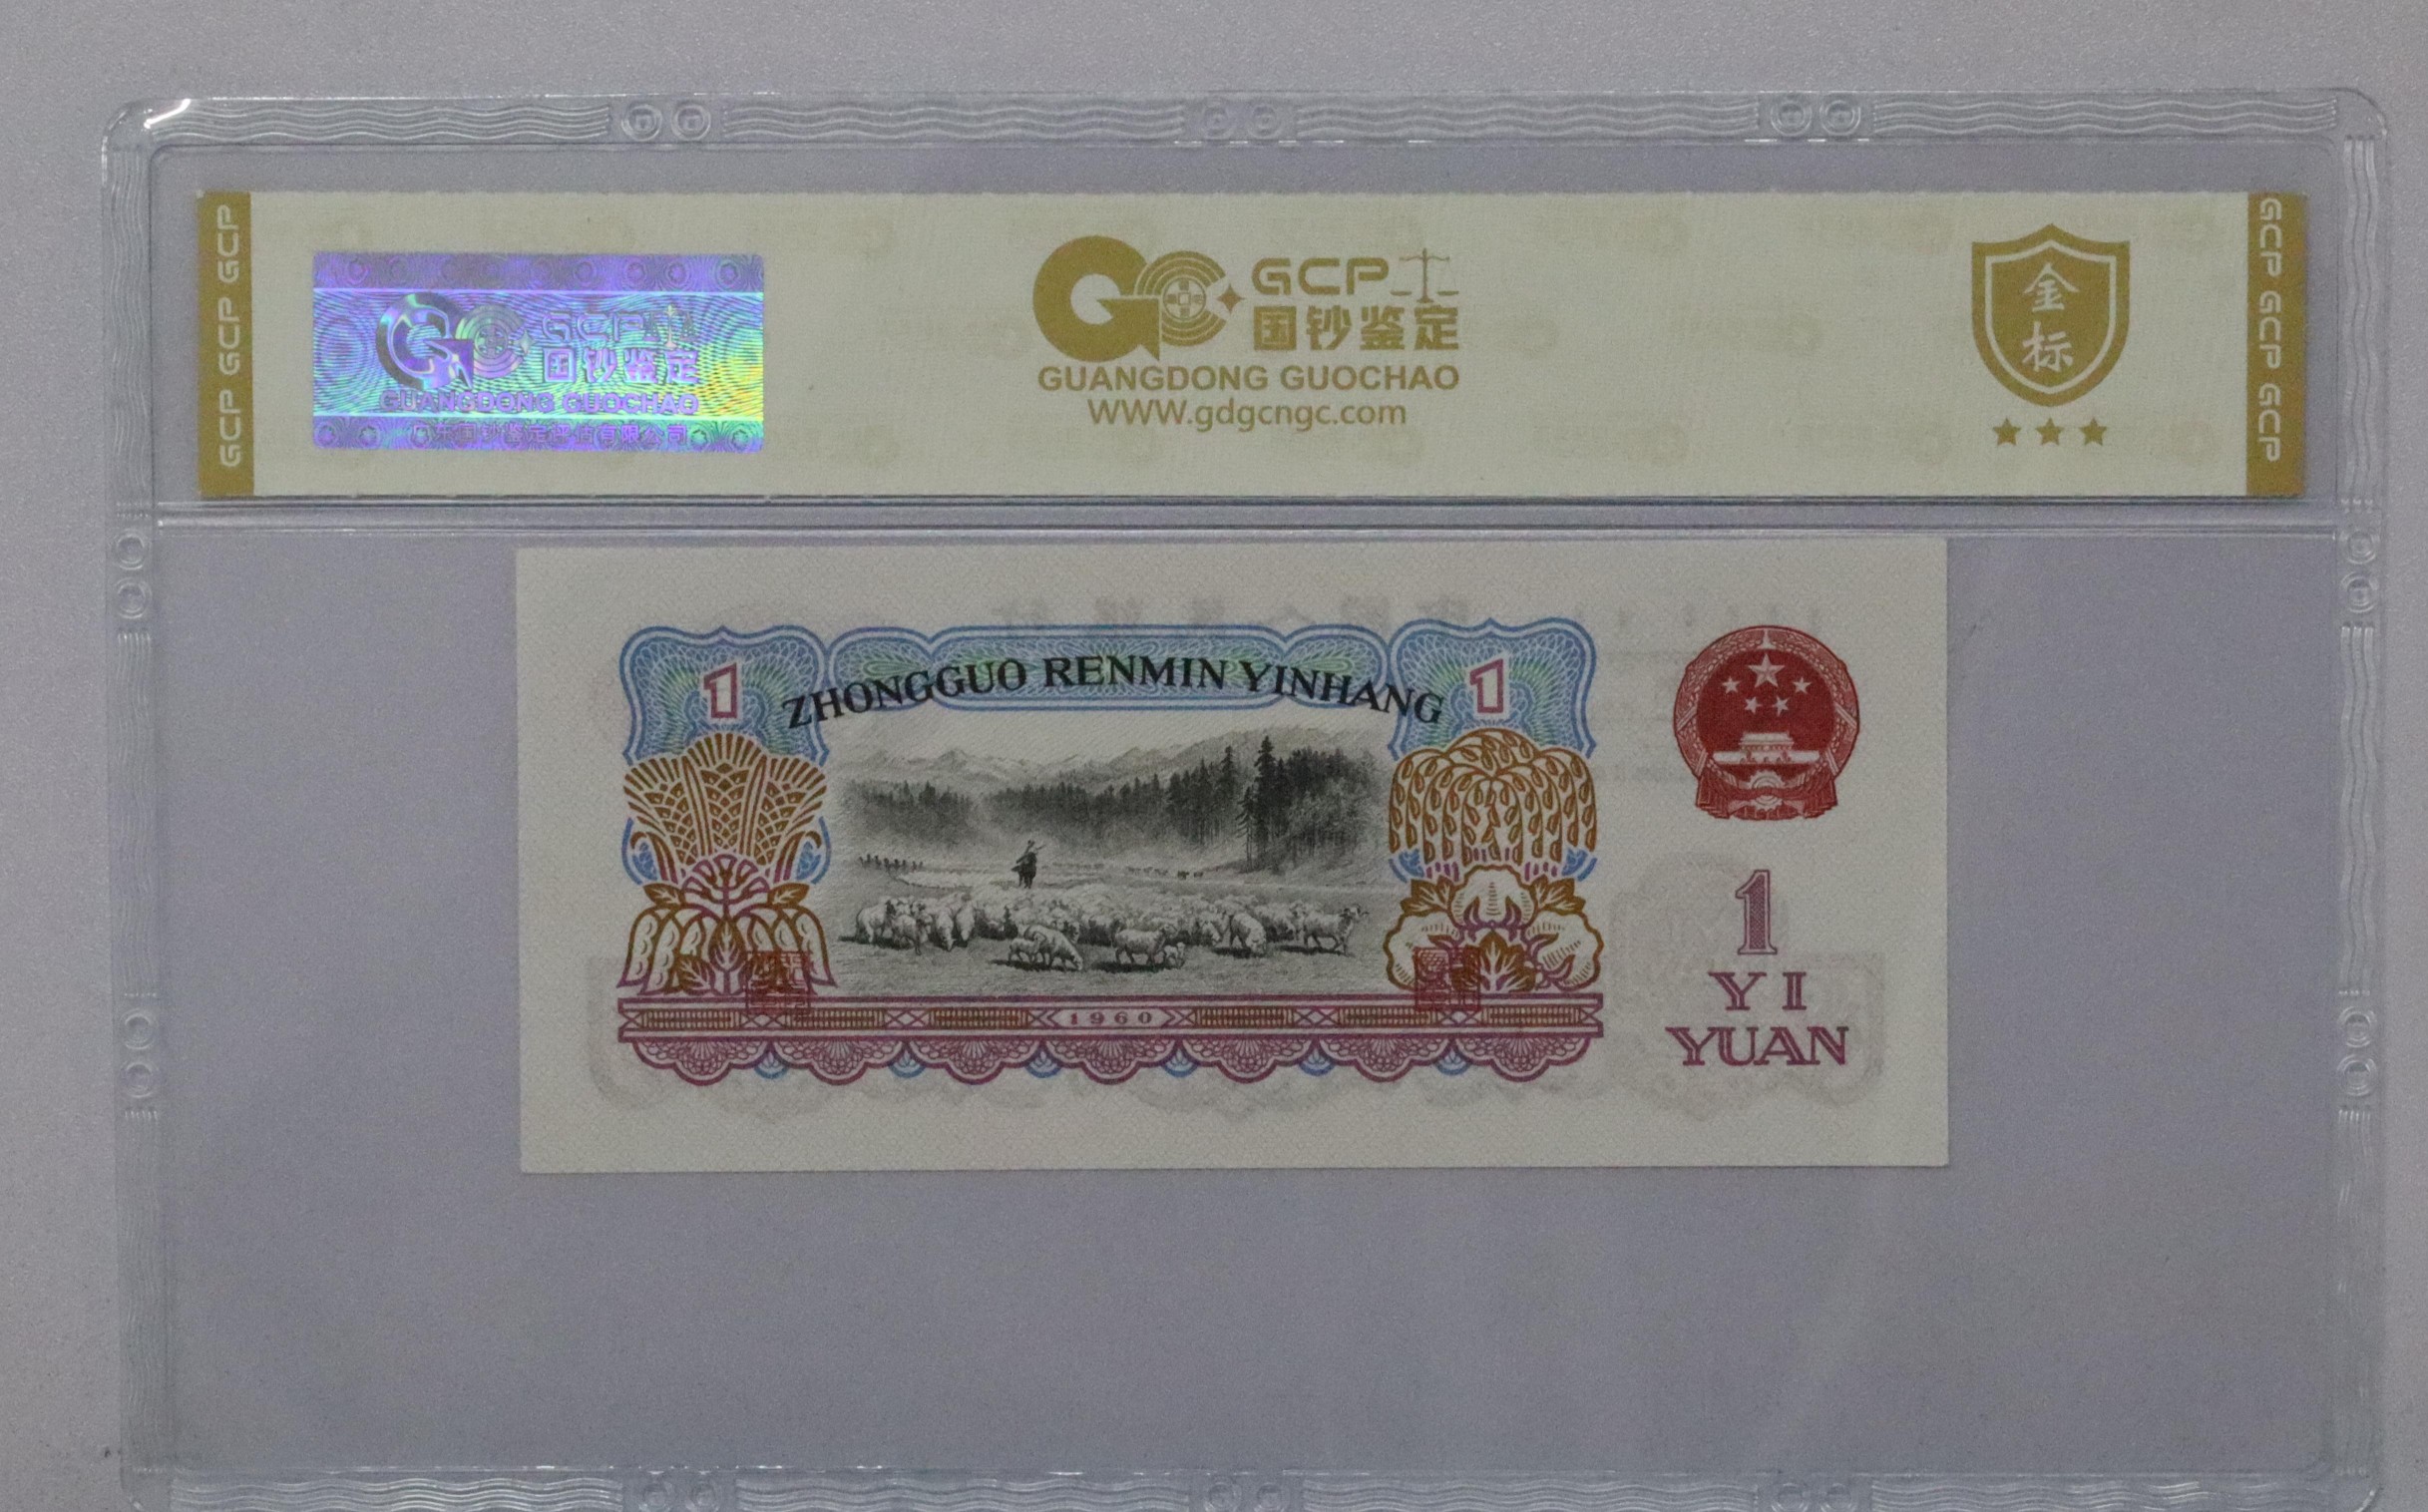 GCP GCP GCP
GCP
国钞鉴定
GUANGDONG GUOCHAO
广东国钞鉴定评估有限公司
GCP
国钞鉴定
GUANGDONG GUOCHAO
WWW.gdgcngc.com
金
标
GCP GCP GCP
1
ZHONGGUO RENMIN YINHANG
1
1
YI
YUAN
1960